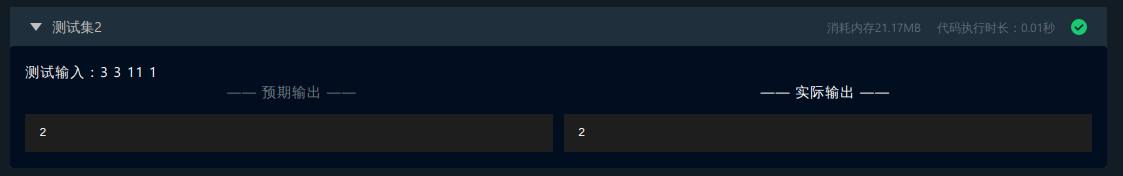 测试集2 消耗内存21.17MB 代码执行时长：0.01秒
测试输入：3 3 11 1
—— 预期输出 —— —— 实际输出 ——
2 2